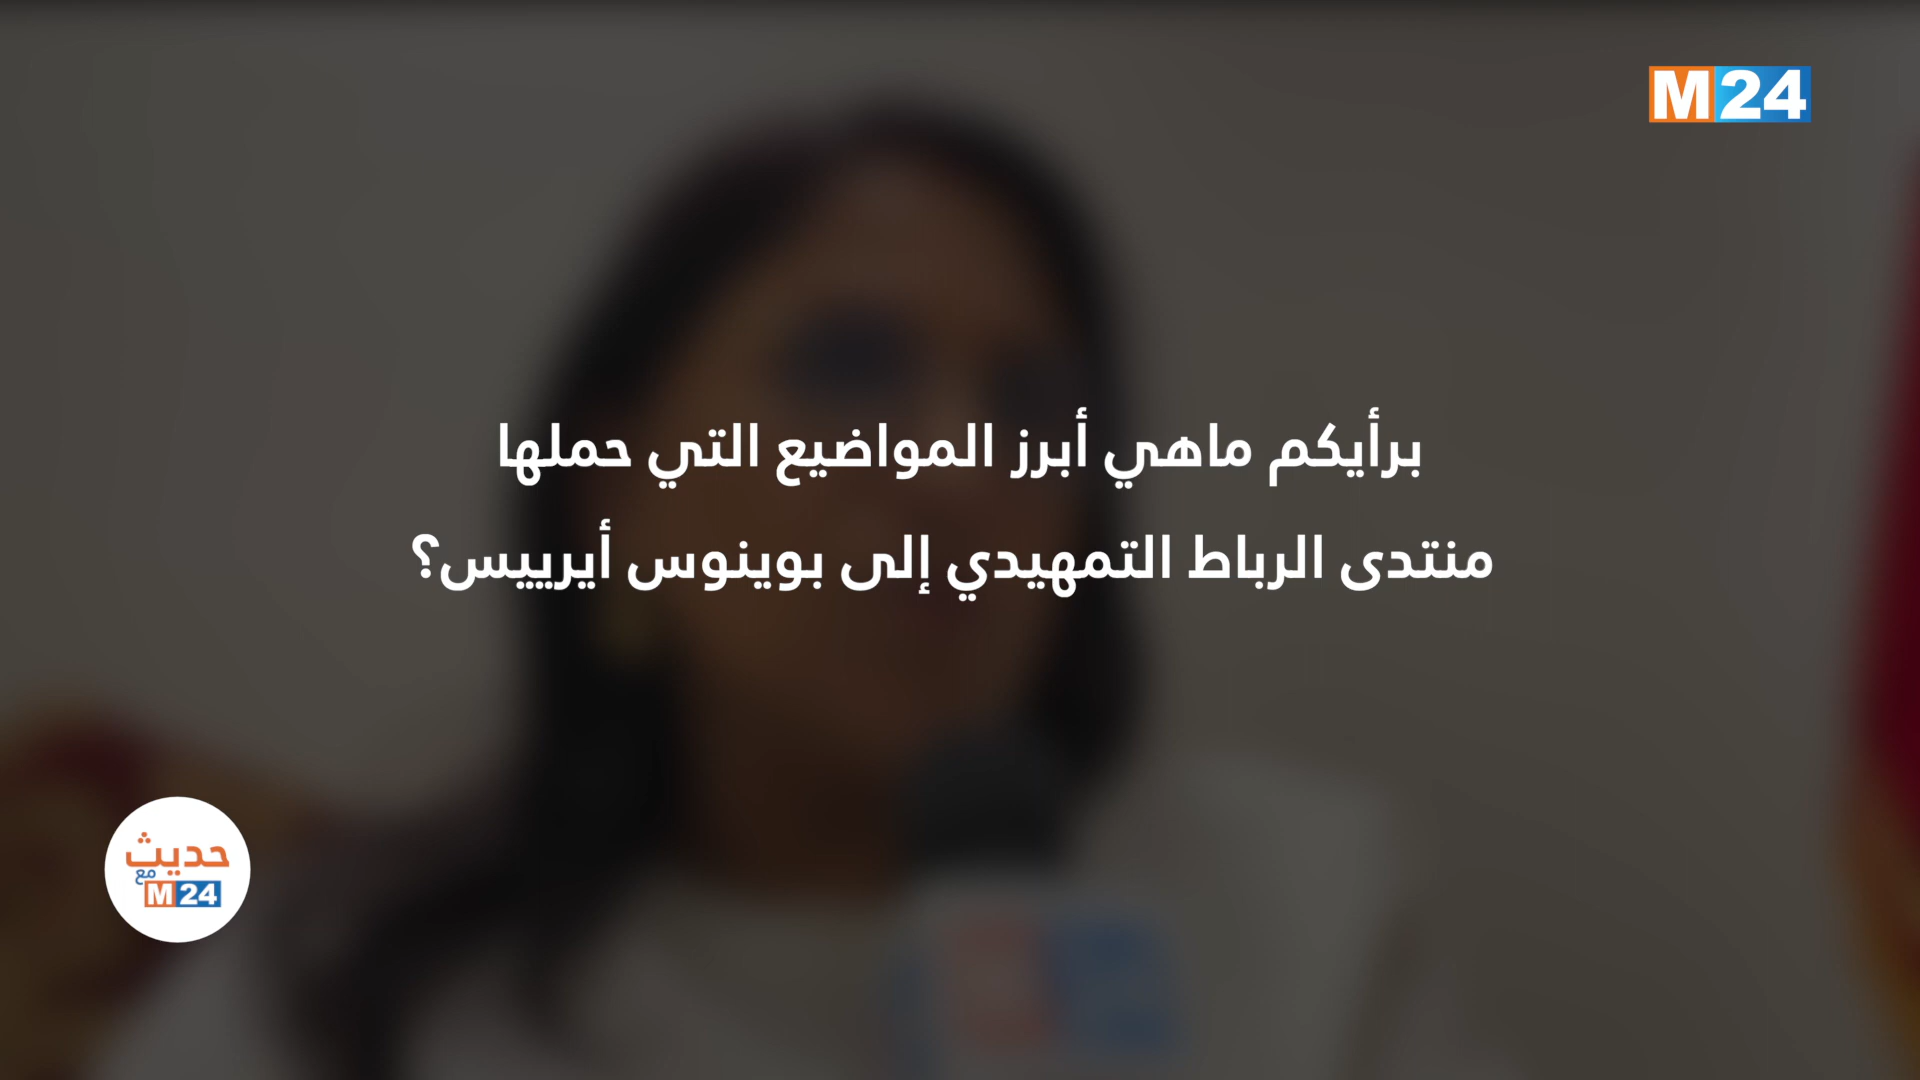 M24
برأيكم ماهي أبرز المواضيع التي حملها
منتدى الرباط التمهيدي إلى بوينوس أيرييس؟
حديث
مع
M24